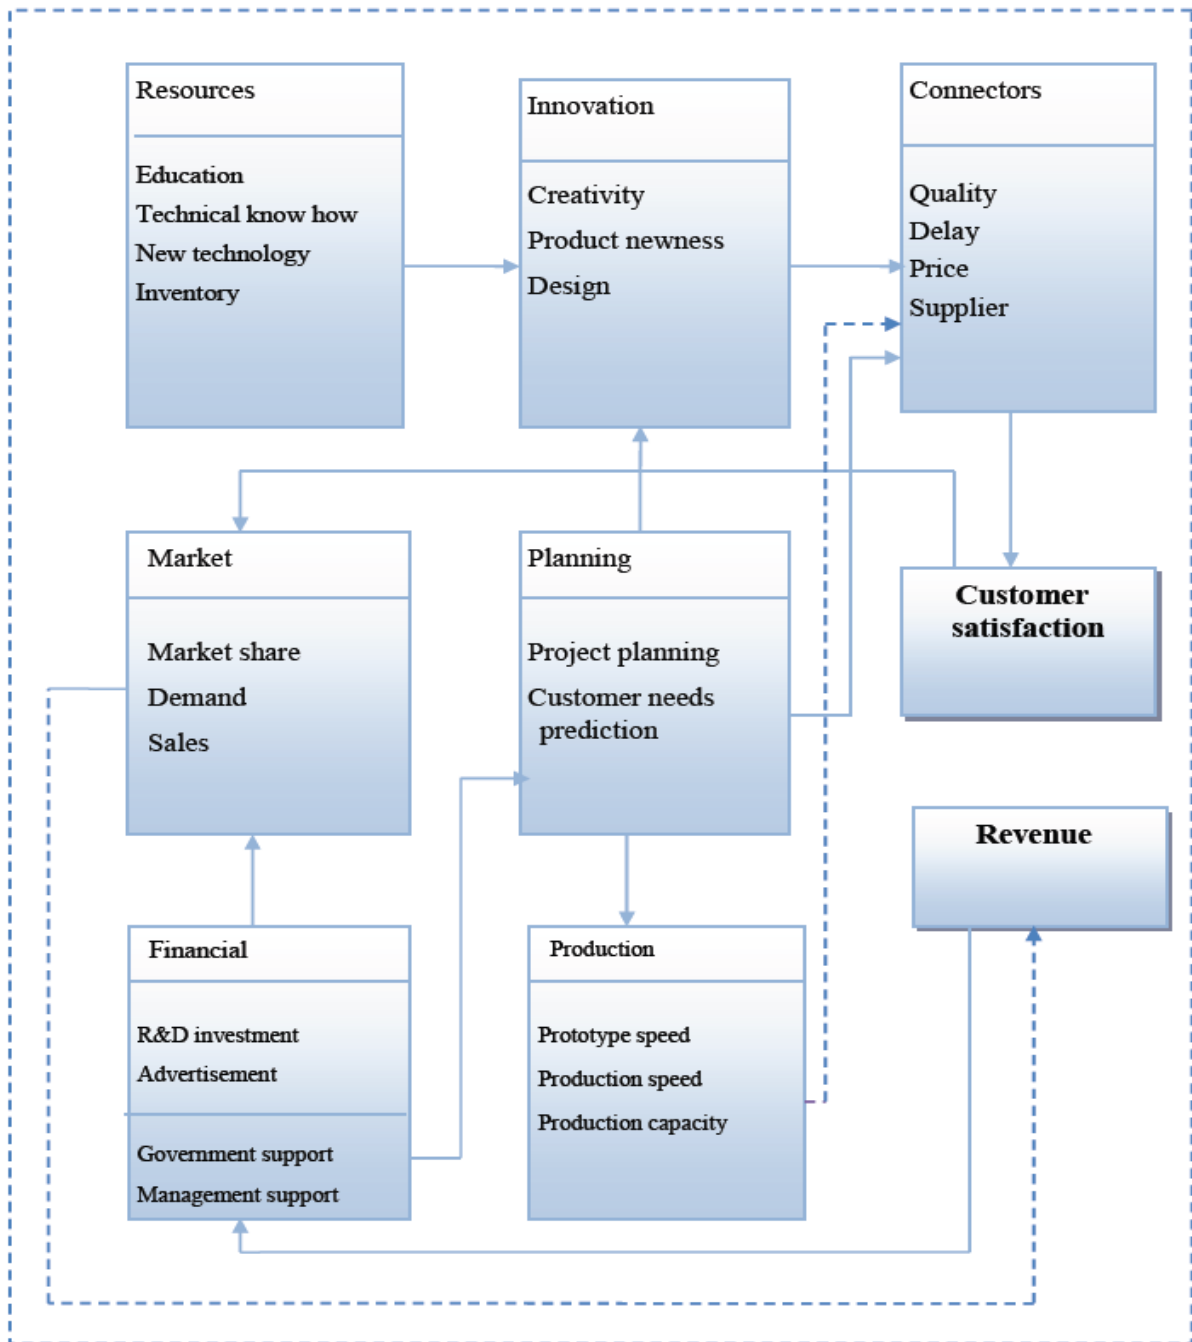 Resources
Education
Technical know how
New technology
Inventory
Innovation
Creativity
Product newness
Design
Connectors
Quality
Delay
Price
Supplier
Market
Market share
Demand
Sales
Planning
Project planning
Customer needs
prediction
Customer
satisfaction
Revenue
Financial
R&D investment
Advertisement
Government support
Management support
Production
Prototype speed
Production speed
Production capacity